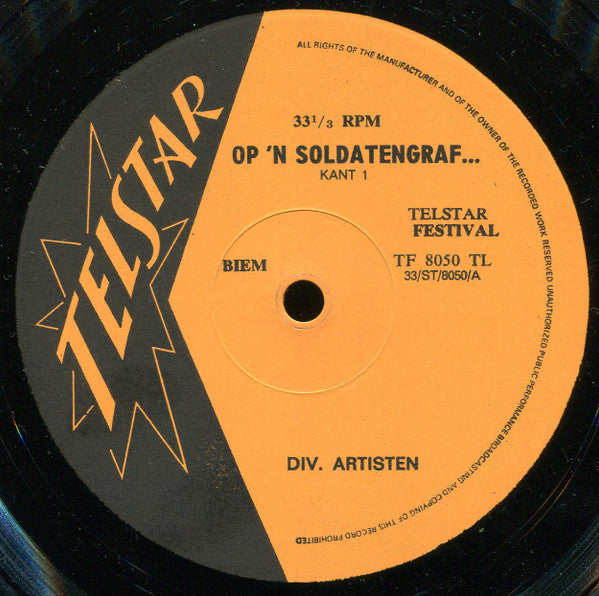 TELSTAR
ALL RIGHTS OF THE MANUFACTURER AND OF THE OWNER OF THE RECORDED WORK RESERVED UNAUTHORIZED PUBLIC PERFORMANCE BROADCASTING AND COPYING OF THIS RECORD PROHIBITED
33¹/₃ RPM
OP 'N SOLDATENGRAF...
KANT 1
TELSTAR
FESTIVAL
BIEM
TF 8050 TL
33/ST/8050/A
DIV. ARTISTEN